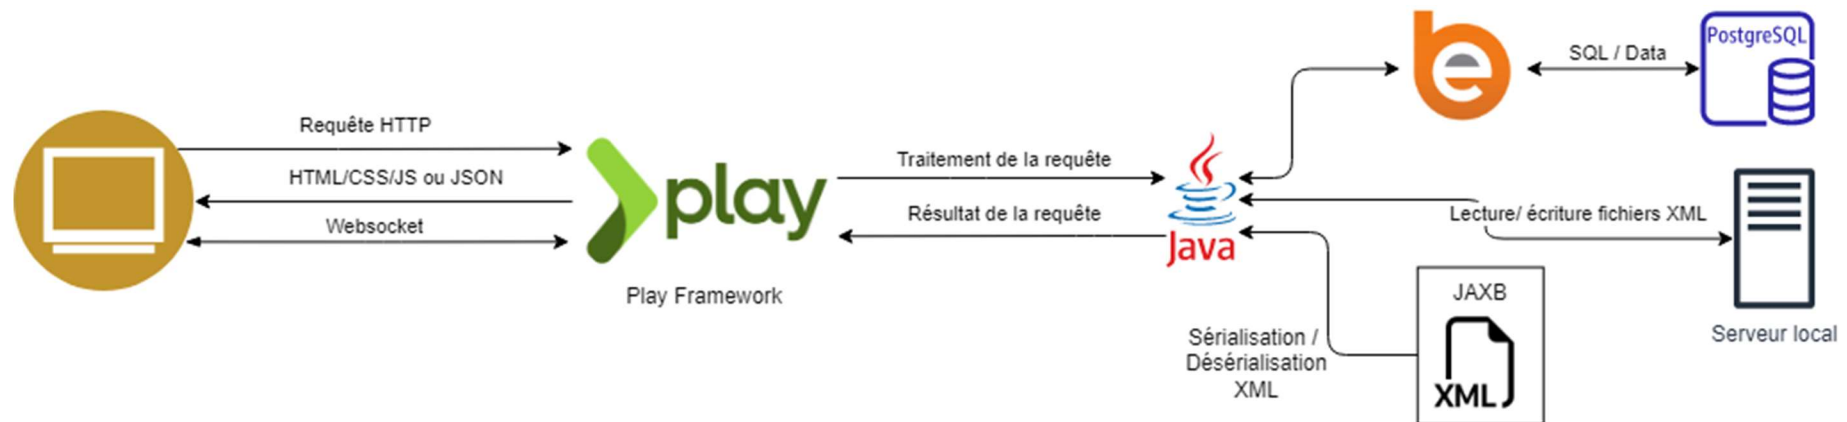 Requête HTTP
HTML/CSS/JS ou JSON
Websocket
play
Play Framework
Traitement de la requête
Résultat de la requête
Java
be
SQL / Data
PostgreSQL
Lecture/ écriture fichiers XML
Serveur local
JAXB
XML
Sérialisation /
Désérialisation
XML